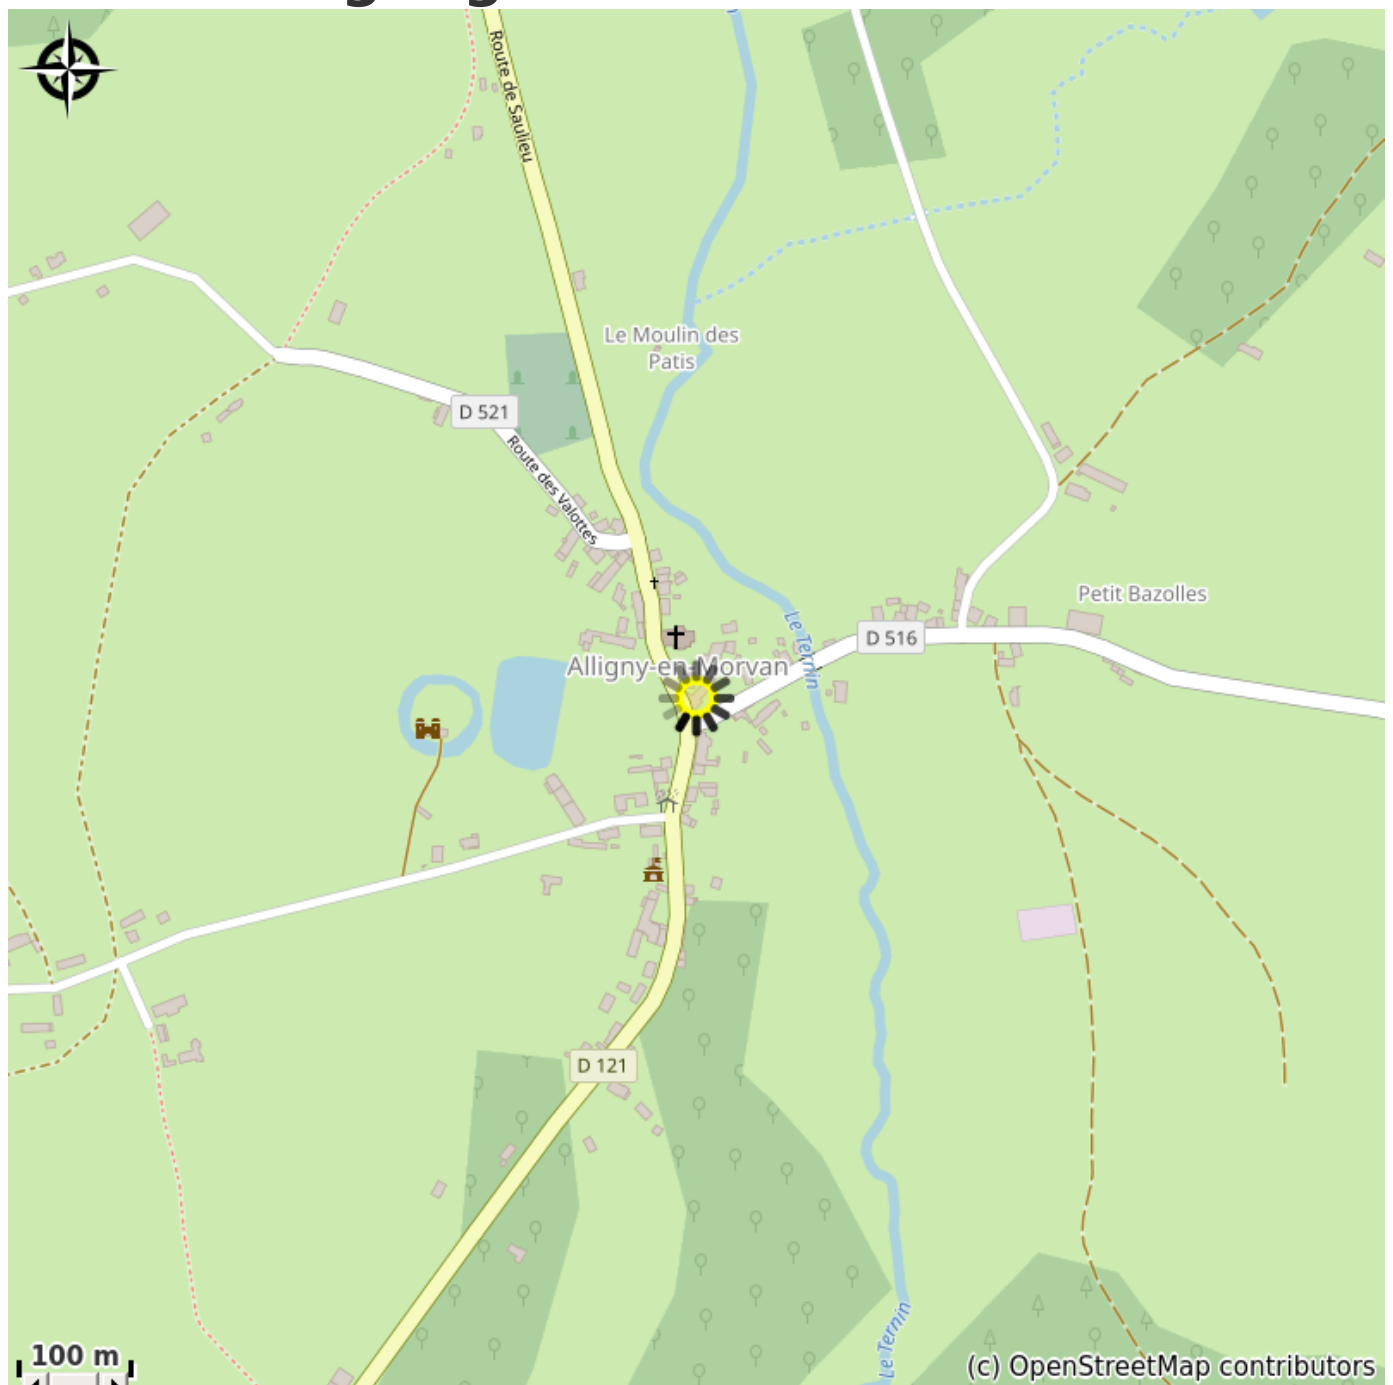 Route de Saulieu
Le Moulin des
Patis
D 521
Route des Valottes
Petit Bazolles
Le Ternin
D 516
Alligny-en-Morvan
D 121
Le Ternin
100 m
(c) OpenStreetMap contributors